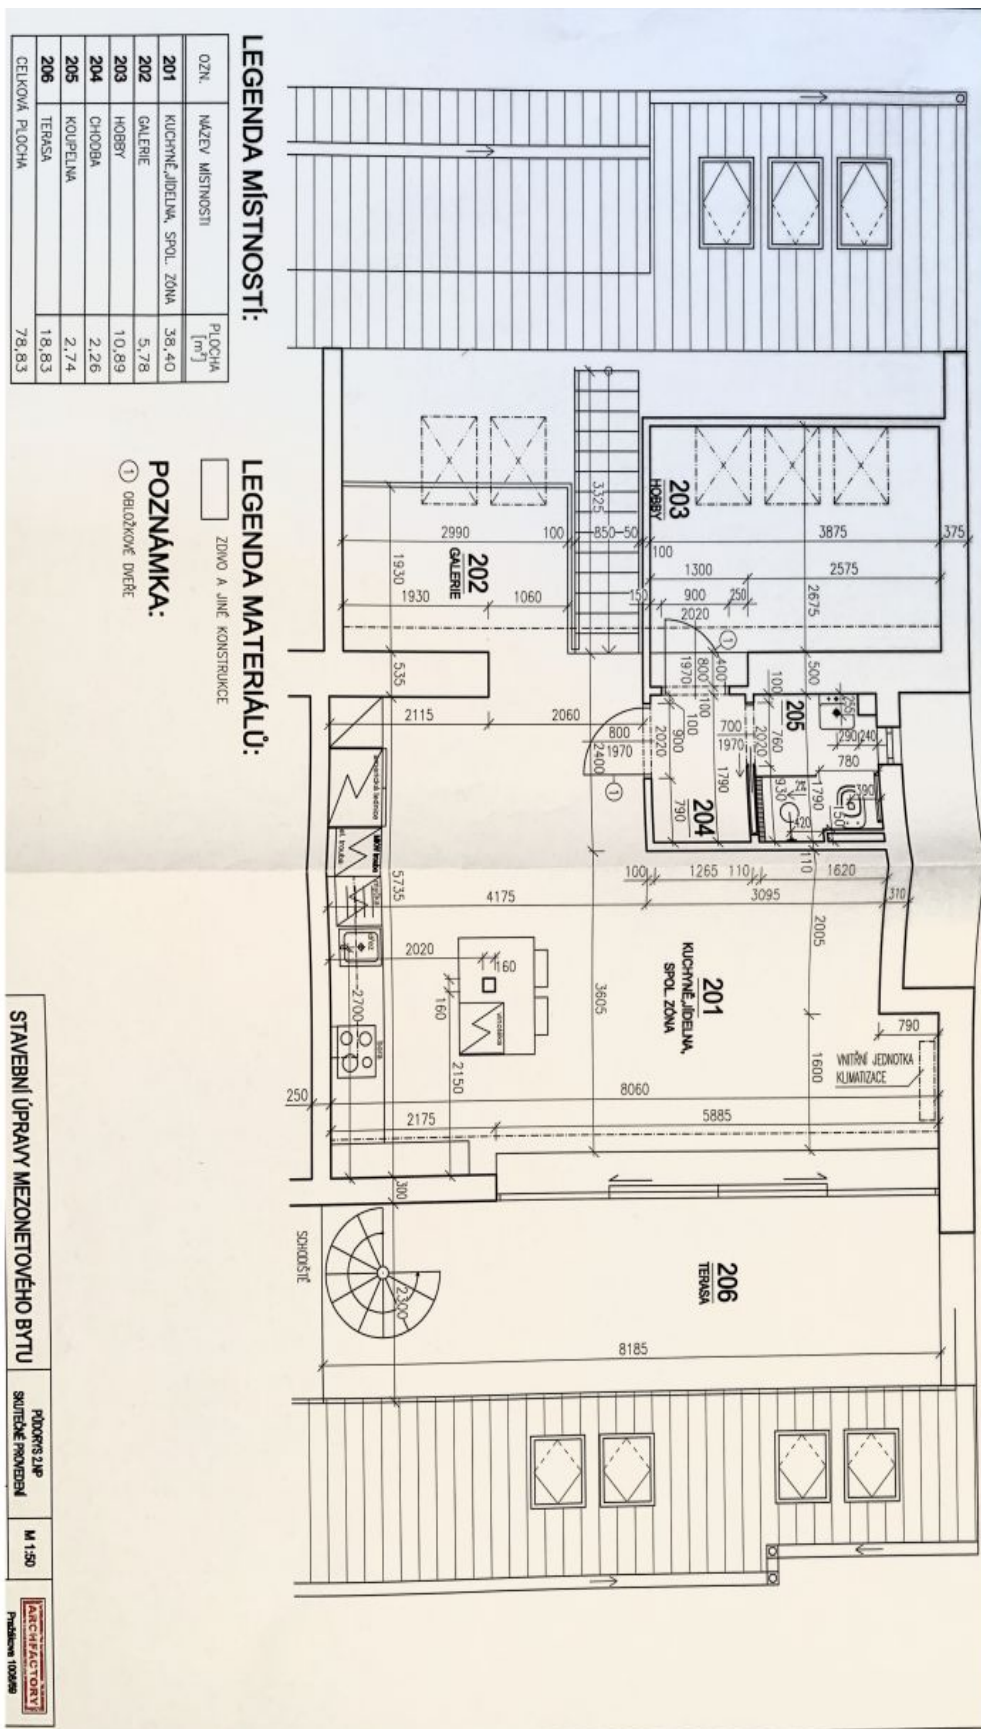 LEGENDA MÍSTNOSTÍ:
OZN. NÁZEV MÍSTNOSTI PLOCHA [m²]
201 KUCHYNĚ,JÍDELNA, SPOL. ZÓNA 38,40
202 GALERIE 5,78
203 HOBBY 10,89
204 CHODBA 2,26
205 KOUPELNA 2,74
206 TERASA 18,83
CELKOVÁ PLOCHA 78,83
LEGENDA MATERIÁLŮ:
ZDIVO A JINÉ KONSTRUKCE
POZNÁMKA:
1 OBLOŽKOVÉ DVEŘE
203
HOBBY
202
GALERIE
205
204
201
KUCHYNĚ,JÍDELNA,
SPOL. ZÓNA
206
TERASA
VNITŘNÍ JEDNOTKA
KLIMATIZACE
SCHODIŠTĚ
vinotéka
dřez
3325
2990
100
850
50
3875
375
100
1300
2575
1930
2675
1930
1060
150
900
250
2020
1
400
800
1970
100
500
535
2115
2060
800
1970
2400
1
100
900
2020
700
1970
2020
100
760
255
290
240
780
390
1790
790
930
1790
420
150
110
5735
4175
100
1265
110
1620
3095
310
2005
2020
160
160
3605
2700
2150
790
1600
250
8060
2175
5885
300
2300
8185
STAVEBNÍ ÚPRAVY MEZONETOVÉHO BYTU
PŮDORYS 2.NP
SKUTEČNÉ PROVEDENÍ
M 1:50
ARCHFACTORY